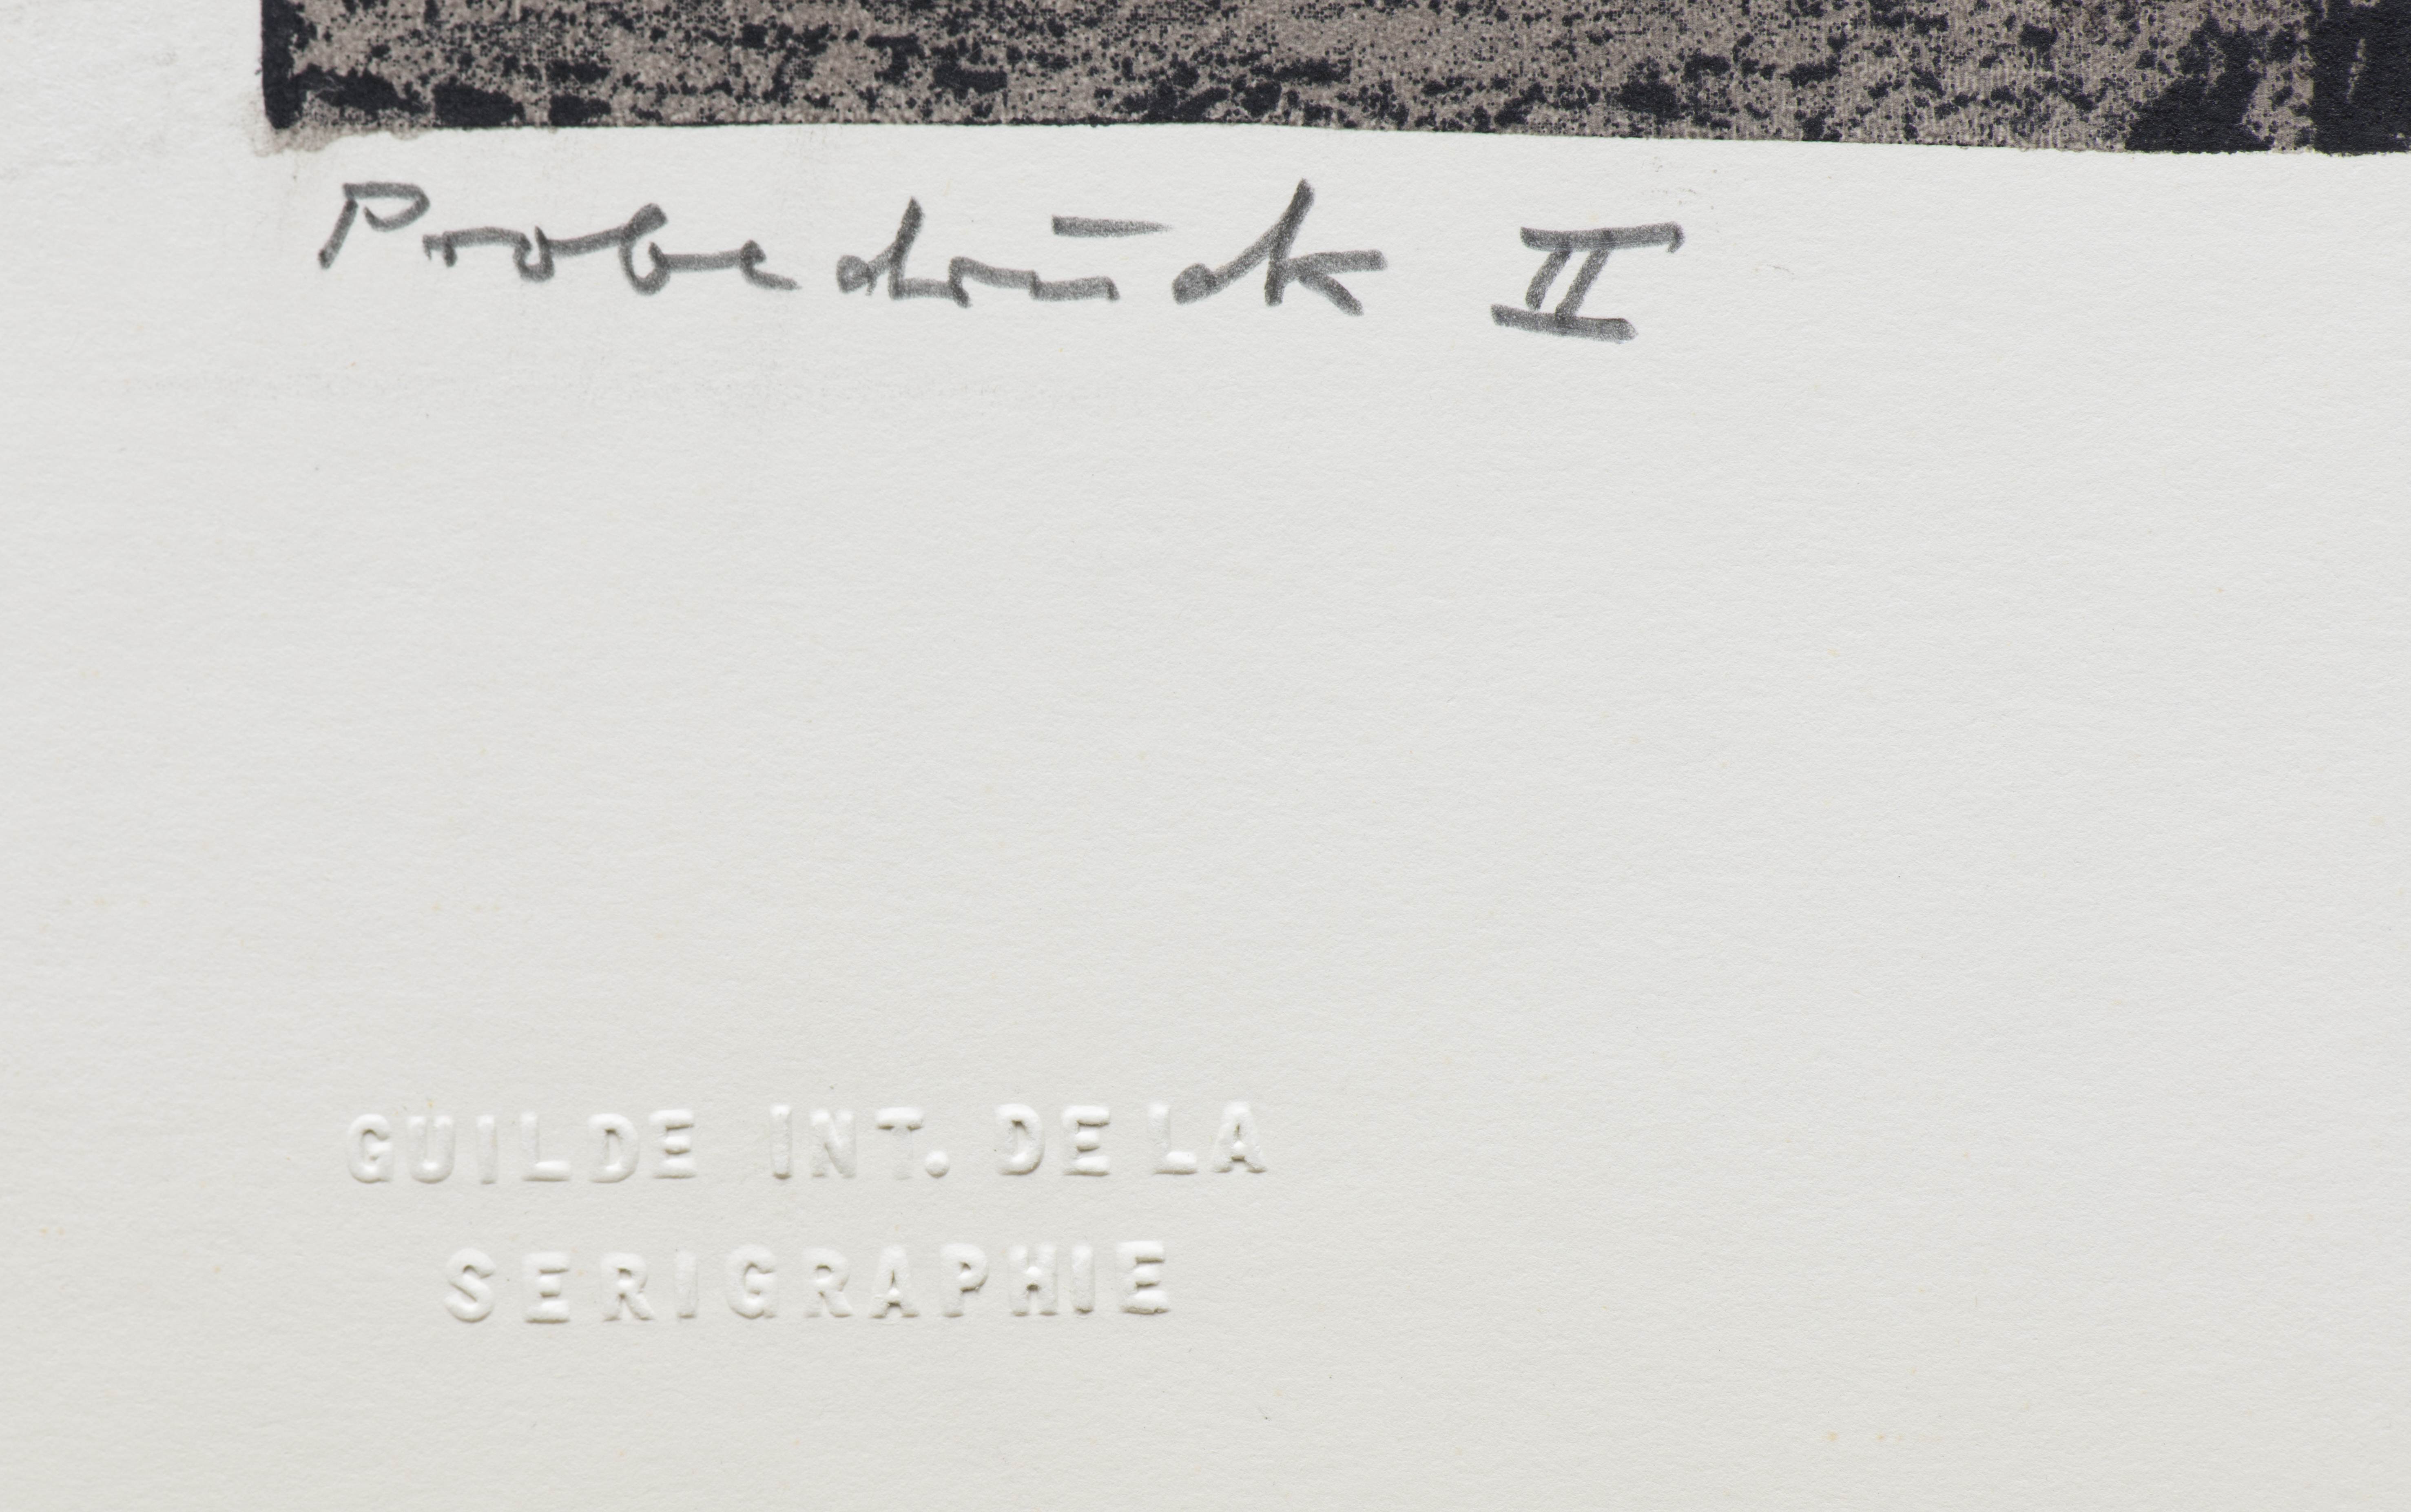 Probedruck II
GUILDE INT. DE LA
SERIGRAPHIE